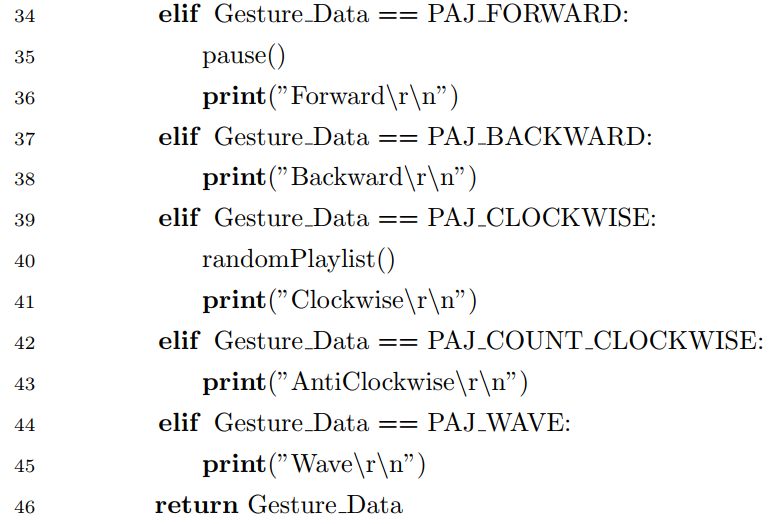 34 elif Gesture_Data == PAJ_FORWARD:
35 pause()
36 print("Forward\r\n")
37 elif Gesture_Data == PAJ_BACKWARD:
38 print("Backward\r\n")
39 elif Gesture_Data == PAJ_CLOCKWISE:
40 randomPlaylist()
41 print("Clockwise\r\n")
42 elif Gesture_Data == PAJ_COUNT_CLOCKWISE:
43 print("AntiClockwise\r\n")
44 elif Gesture_Data == PAJ_WAVE:
45 print("Wave\r\n")
46 return Gesture_Data